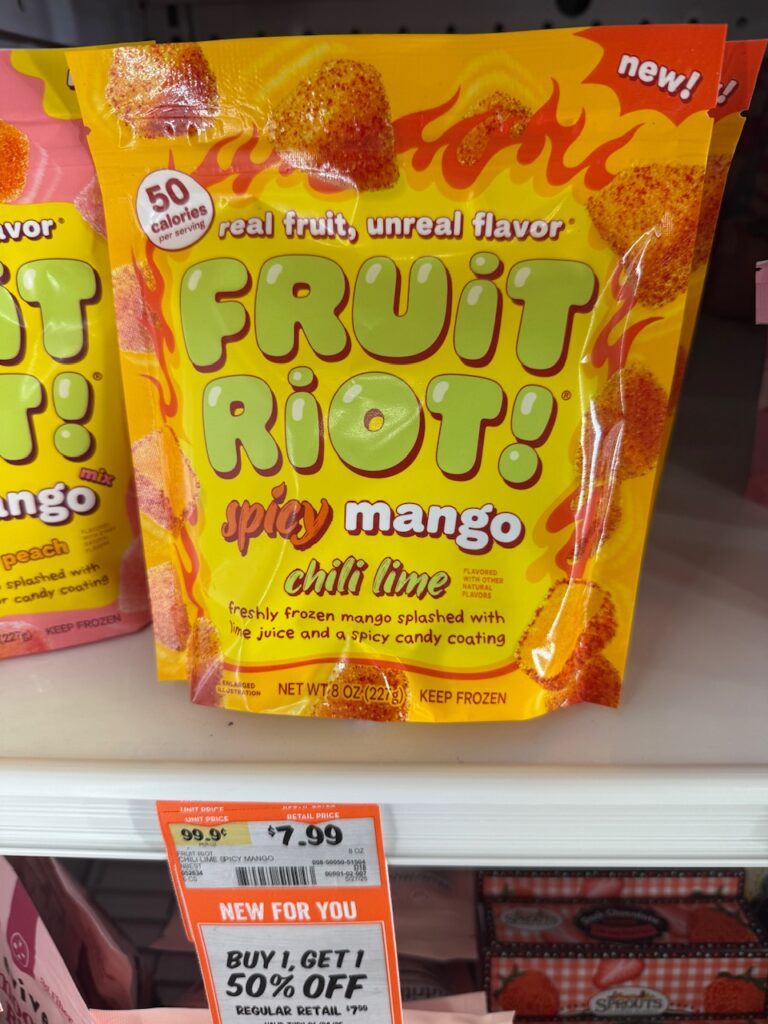 new!
50
calories
per serving
real fruit, unreal flavor®
FRUiT
RiOT!®
spicy mango
chili lime
FLAVORED
WITH OTHER
NATURAL
FLAVORS
freshly frozen mango splashed with
lime juice and a spicy candy coating
ENLARGED
ILLUSTRATION
NET WT 8 OZ (227g) KEEP FROZEN
mix
peach
splashed with
candy coating
KEEP FROZEN
UNIT PRICE RETAIL PRICE
99.9¢ $7.99
8 OZ
FRUIT RIOT
CHILI LIME SPICY MANGO
NEW FOR YOU
BUY 1, GET 1
50% OFF
REGULAR RETAIL $7.99
SPROUTS